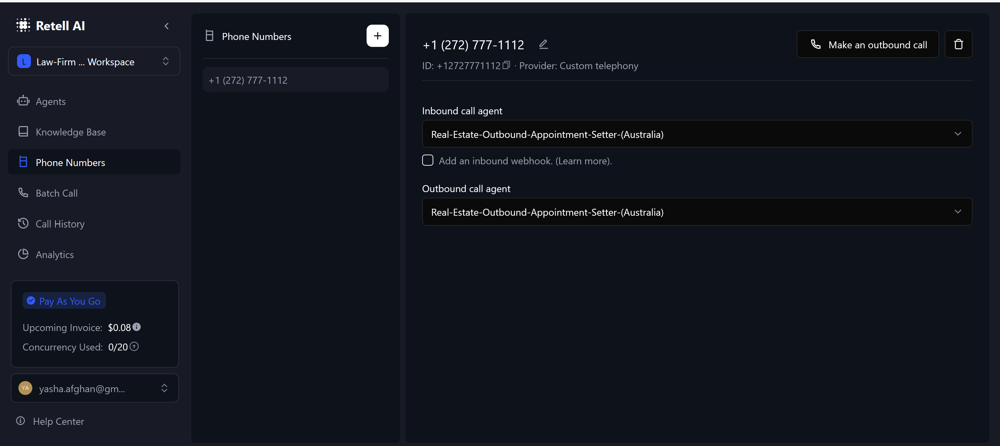 Retell AI
L Law-Firm ... Workspace
Agents
Knowledge Base
Phone Numbers
Batch Call
Call History
Analytics
Pay As You Go
Upcoming Invoice: $0.08
Concurrency Used: 0/20
YA yasha.afghan@gm...
Help Center
Phone Numbers
+1 (272) 777-1112
+1 (272) 777-1112
Make an outbound call
ID: +12727771112 · Provider: Custom telephony
Inbound call agent
Real-Estate-Outbound-Appointment-Setter-(Australia)
Add an inbound webhook. (Learn more).
Outbound call agent
Real-Estate-Outbound-Appointment-Setter-(Australia)